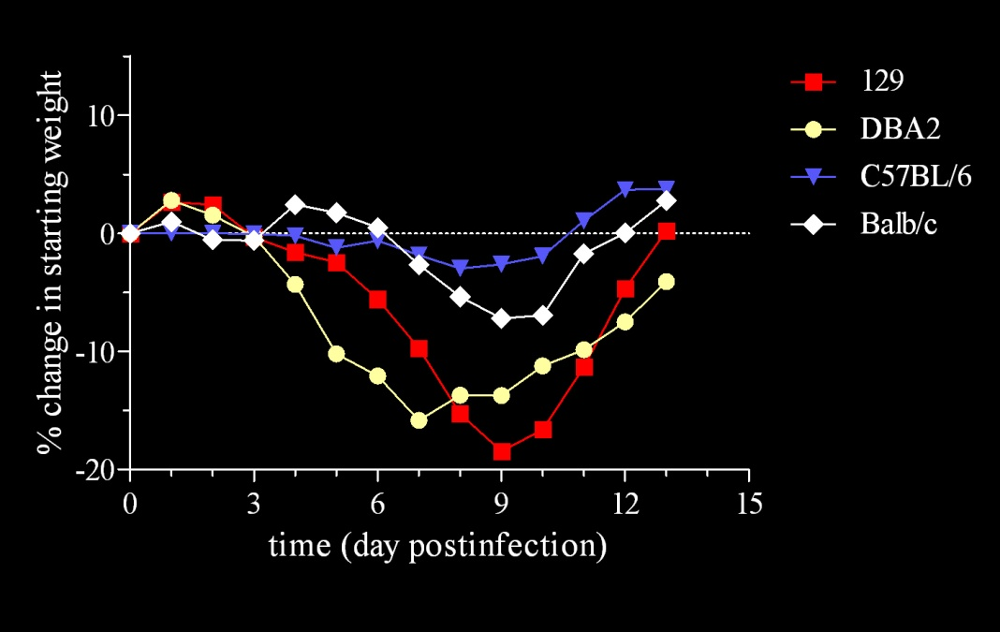 % change in starting weight
10
0
-10
-20
0 3 6 9 12 15
time (day postinfection)
129
DBA2
C57BL/6
Balb/c